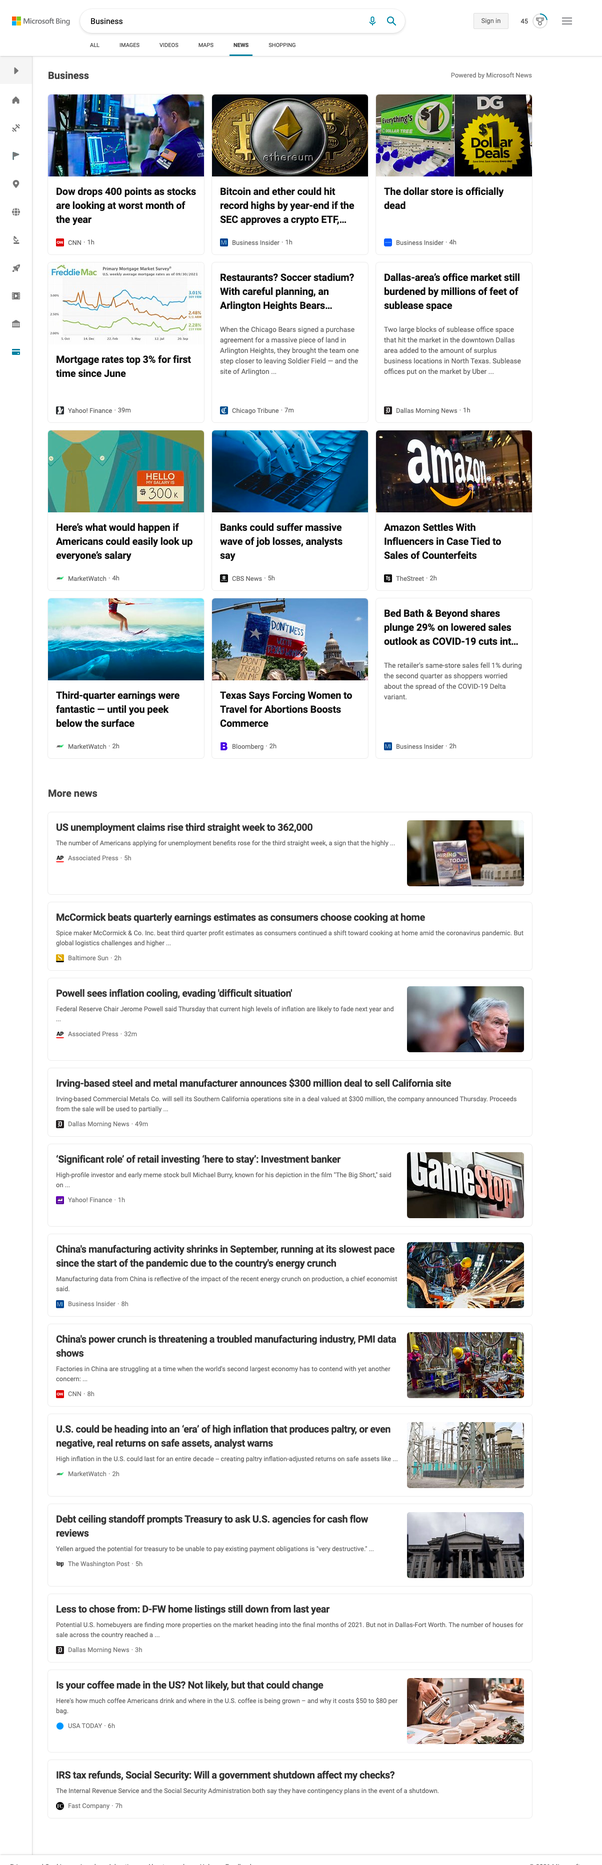 Microsoft Bing
Business
Sign in
45
ALL
IMAGES
VIDEOS
MAPS
NEWS
SHOPPING
Business
Powered by Microsoft News
ethereum
Everything's
$1
DOLLAR TREE
DG
$1
Dollar
Deals
Dow drops 400 points as stocks
are looking at worst month of
the year
CNN · 1h
Bitcoin and ether could hit
record highs by year-end if the
SEC approves a crypto ETF,...
Business Insider · 1h
The dollar store is officially
dead
Business Insider · 4h
FreddieMac
Primary Mortgage Market Survey®
3.01%
2.48%
2.28%
Mortgage rates top 3% for first
time since June
Yahoo! Finance · 39m
Restaurants? Soccer stadium?
With careful planning, an
Arlington Heights Bears...
When the Chicago Bears signed a purchase
agreement for a massive piece of land in
Arlington Heights, they brought the team one
step closer to leaving Soldier Field — and the
site of Arlington ...
Chicago Tribune · 7m
Dallas-area's office market still
burdened by millions of feet of
sublease space
Two large blocks of sublease office space
that hit the market in the downtown Dallas
area added to the amount of surplus
business locations in North Texas. Sublease
offices put on the market by Uber ...
Dallas Morning News · 1h
HELLO
MY SALARY IS
$300K
amazon
Here's what would happen if
Americans could easily look up
everyone's salary
MarketWatch · 4h
Banks could suffer massive
wave of job losses, analysts
say
CBS News · 5h
Amazon Settles With
Influencers in Case Tied to
Sales of Counterfeits
TheStreet · 2h
DON'T MESS
Third-quarter earnings were
fantastic — until you peek
below the surface
MarketWatch · 2h
Texas Says Forcing Women to
Travel for Abortions Boosts
Commerce
Bloomberg · 2h
Bed Bath & Beyond shares
plunge 29% on lowered sales
outlook as COVID-19 cuts int...
The retailer's same-store sales fell 1% during
the second quarter as shoppers worried
about the spread of the COVID-19 Delta
variant.
Business Insider · 2h
More news
US unemployment claims rise third straight week to 362,000
The number of Americans applying for unemployment benefits rose for the third straight week, a sign that the highly ...
AP Associated Press · 5h
HIRING
TODAY
McCormick beats quarterly earnings estimates as consumers choose cooking at home
Spice maker McCormick & Co. Inc. beat third quarter profit estimates as consumers continued a shift toward cooking at home amid the coronavirus pandemic. But
global logistics challenges and higher ...
Baltimore Sun · 2h
Powell sees inflation cooling, evading 'difficult situation'
Federal Reserve Chair Jerome Powell said Thursday that current high levels of inflation are likely to fade next year and
...
AP Associated Press · 32m
Irving-based steel and metal manufacturer announces $300 million deal to sell California site
Irving-based Commercial Metals Co. will sell its Southern California operations site in a deal valued at $300 million, the company announced Thursday. Proceeds
from the sale will be used to partially ...
Dallas Morning News · 49m
'Significant role' of retail investing 'here to stay': Investment banker
High-profile investor and early meme stock bull Michael Burry, known for his depiction in the film "The Big Short," said
on ...
Yahoo! Finance · 1h
GameStop
China's manufacturing activity shrinks in September, running at its slowest pace
since the start of the pandemic due to the country's energy crunch
Manufacturing data from China is reflective of the impact of the recent energy crunch on production, a chief economist
said.
Business Insider · 8h
China's power crunch is threatening a troubled manufacturing industry, PMI data
shows
Factories in China are struggling at a time when the world's second largest economy has to contend with yet another
concern: ...
CNN · 8h
U.S. could be heading into an 'era' of high inflation that produces paltry, or even
negative, real returns on safe assets, analyst warns
High inflation in the U.S. could last for an entire decade – creating paltry inflation-adjusted returns on safe assets like ...
MarketWatch · 2h
Debt ceiling standoff prompts Treasury to ask U.S. agencies for cash flow
reviews
Yellen argued the potential for treasury to be unable to pay existing payment obligations is "very destructive." ...
wp The Washington Post · 5h
Less to chose from: D-FW home listings still down from last year
Potential U.S. homebuyers are finding more properties on the market heading into the final months of 2021. But not in Dallas-Fort Worth. The number of houses for
sale across the country reached a ...
Dallas Morning News · 3h
Is your coffee made in the US? Not likely, but that could change
Here's how much coffee Americans drink and where in the U.S. coffee is being grown – and why it costs $50 to $80 per
bag.
USA TODAY · 6h
IRS tax refunds, Social Security: Will a government shutdown affect my checks?
The Internal Revenue Service and the Social Security Administration both say they have contingency plans in the event of a shutdown.
Fast Company · 7h